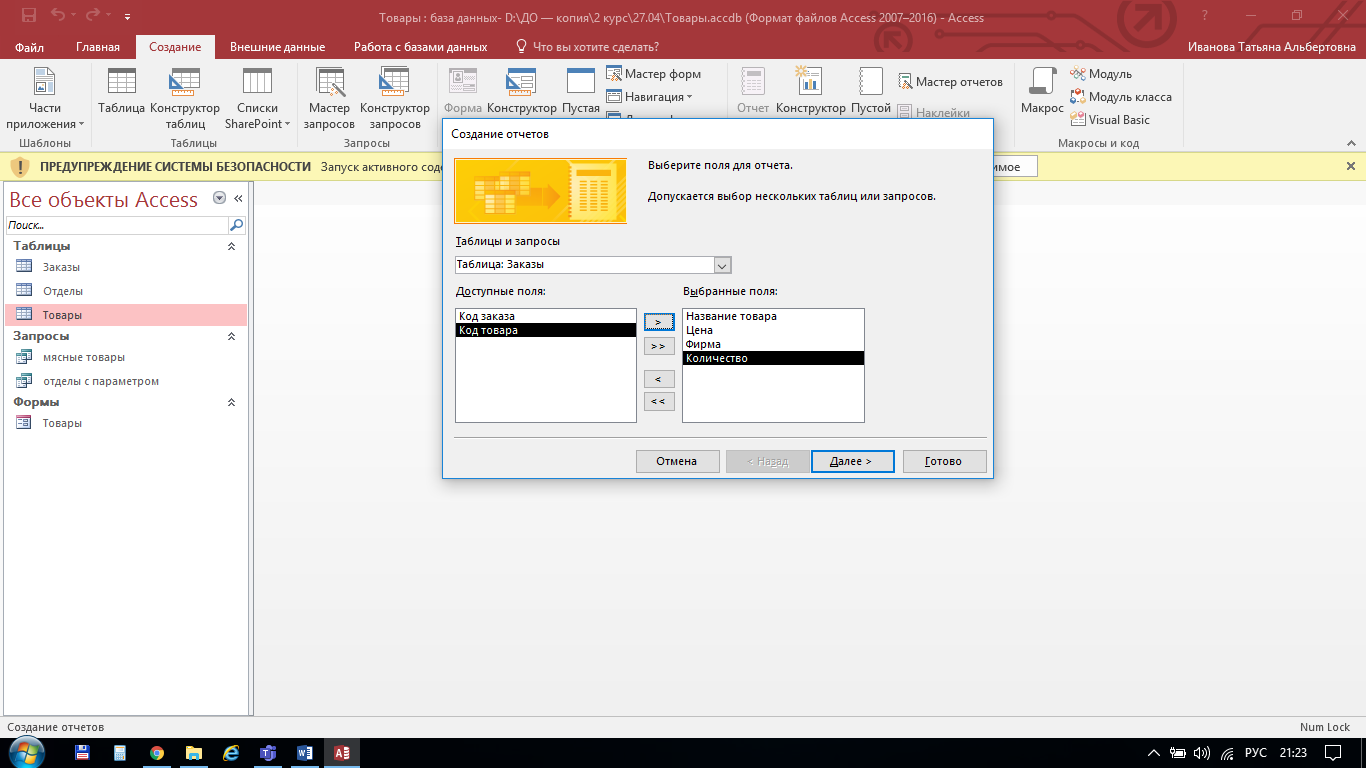 Товары : база данных- D:\ДО — копия\2 курс\27.04\Товары.accdb (Формат файлов Access 2007–2016) - Access
Файл Главная Создание Внешние данные Работа с базами данных Что вы хотите сделать? Иванова Татьяна Альбертовна
Части приложения
Таблица
Конструктор таблиц
Списки SharePoint
Мастер запросов
Конструктор запросов
Форма
Конструктор
Пустая
Мастер форм
Навигация
Отчет
Конструктор
Пустой
Мастер отчетов
Наклейки
Макрос
Модуль
Модуль класса
Visual Basic
Шаблоны
Таблицы
Запросы
Макросы и код
ПРЕДУПРЕЖДЕНИЕ СИСТЕМЫ БЕЗОПАСНОСТИ Запуск активного
Все объекты Access
Поиск...
Таблицы
Заказы
Отделы
Товары
Запросы
мясные товары
отделы с параметром
Формы
Товары
Создание отчетов
Выберите поля для отчета.
Допускается выбор нескольких таблиц или запросов.
Таблицы и запросы
Таблица: Заказы
Доступные поля:
Код заказа
Код товара
>
>>
<
<<
Выбранные поля:
Название товара
Цена
Фирма
Количество
Отмена
< Назад
Далее >
Готово
Создание отчетов
Num Lock
РУС 21:23